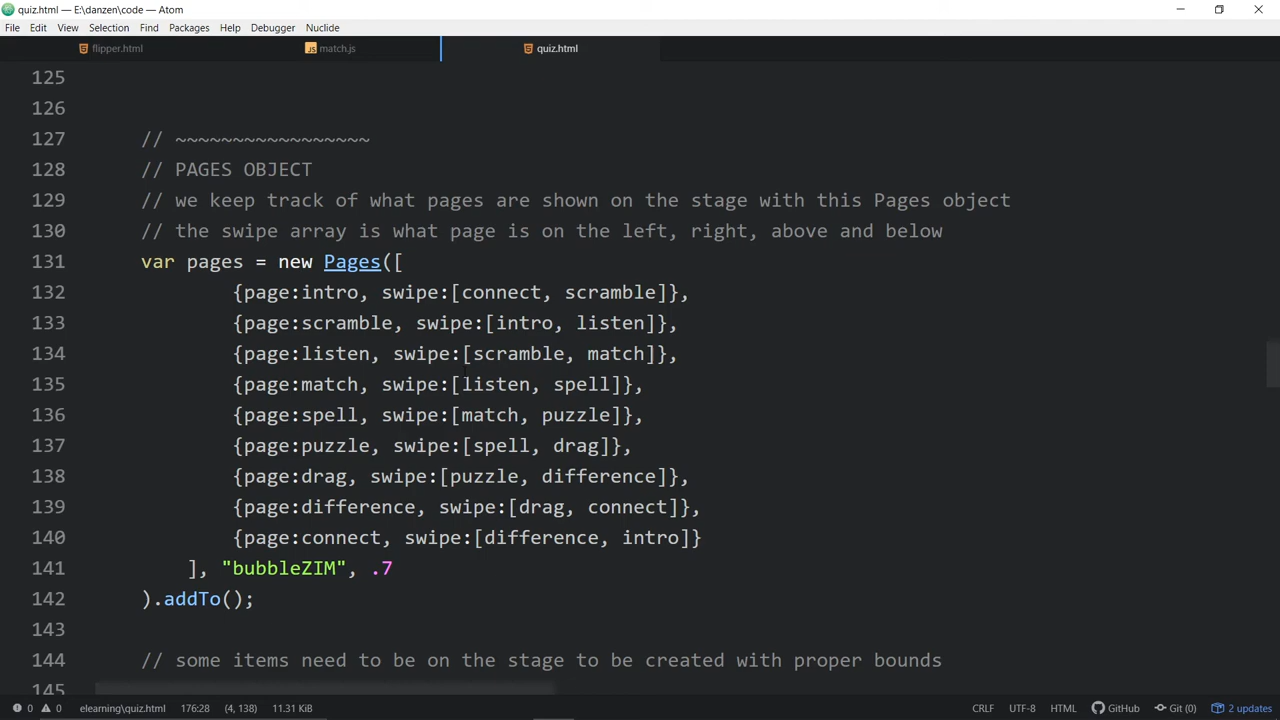 quiz.html — E:\danzen\code — Atom
File Edit View Selection Find Packages Help Debugger Nuclide
flipper.html JS match.js quiz.html
125
126
127 // ~~~~~~~~~~~~~~~~~
128 // PAGES OBJECT
129 // we keep track of what pages are shown on the stage with this Pages object
130 // the swipe array is what page is on the left, right, above and below
131 var pages = new Pages([
132 {page:intro, swipe:[connect, scramble]},
133 {page:scramble, swipe:[intro, listen]},
134 {page:listen, swipe:[scramble, match]},
135 {page:match, swipe:[listen, spell]},
136 {page:spell, swipe:[match, puzzle]},
137 {page:puzzle, swipe:[spell, drag]},
138 {page:drag, swipe:[puzzle, difference]},
139 {page:difference, swipe:[drag, connect]},
140 {page:connect, swipe:[difference, intro]}
141 ], "bubbleZIM", .7
142 ).addTo();
143
144 // some items need to be on the stage to be created with proper bounds
145
0 0 elearning\quiz.html 176:28 (4, 138) 11.31 KiB CRLF UTF-8 HTML GitHub Git (0) 2 updates